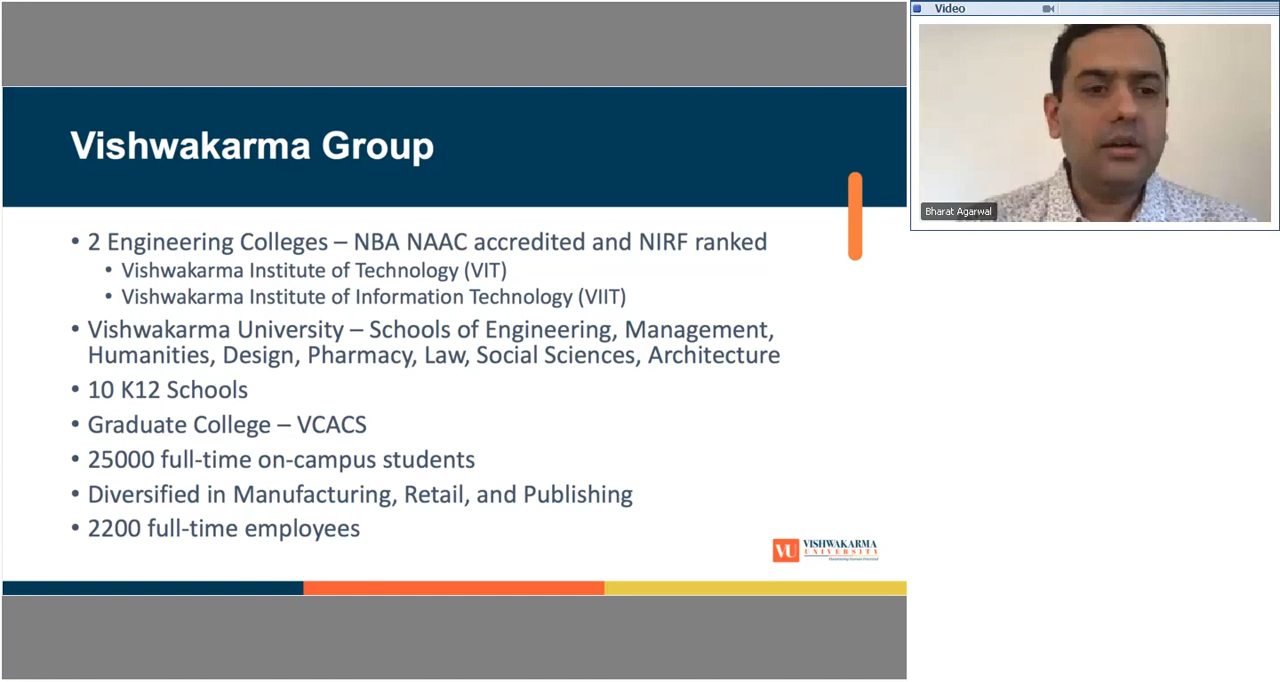 Vishwakarma Group
• 2 Engineering Colleges – NBA NAAC accredited and NIRF ranked
• Vishwakarma Institute of Technology (VIT)
• Vishwakarma Institute of Information Technology (VIIT)
• Vishwakarma University – Schools of Engineering, Management,
Humanities, Design, Pharmacy, Law, Social Sciences, Architecture
• 10 K12 Schools
• Graduate College – VCACS
• 25000 full-time on-campus students
• Diversified in Manufacturing, Retail, and Publishing
• 2200 full-time employees
VU
VISHWAKARMA
UNIVERSITY
Video
Bharat Agarwal